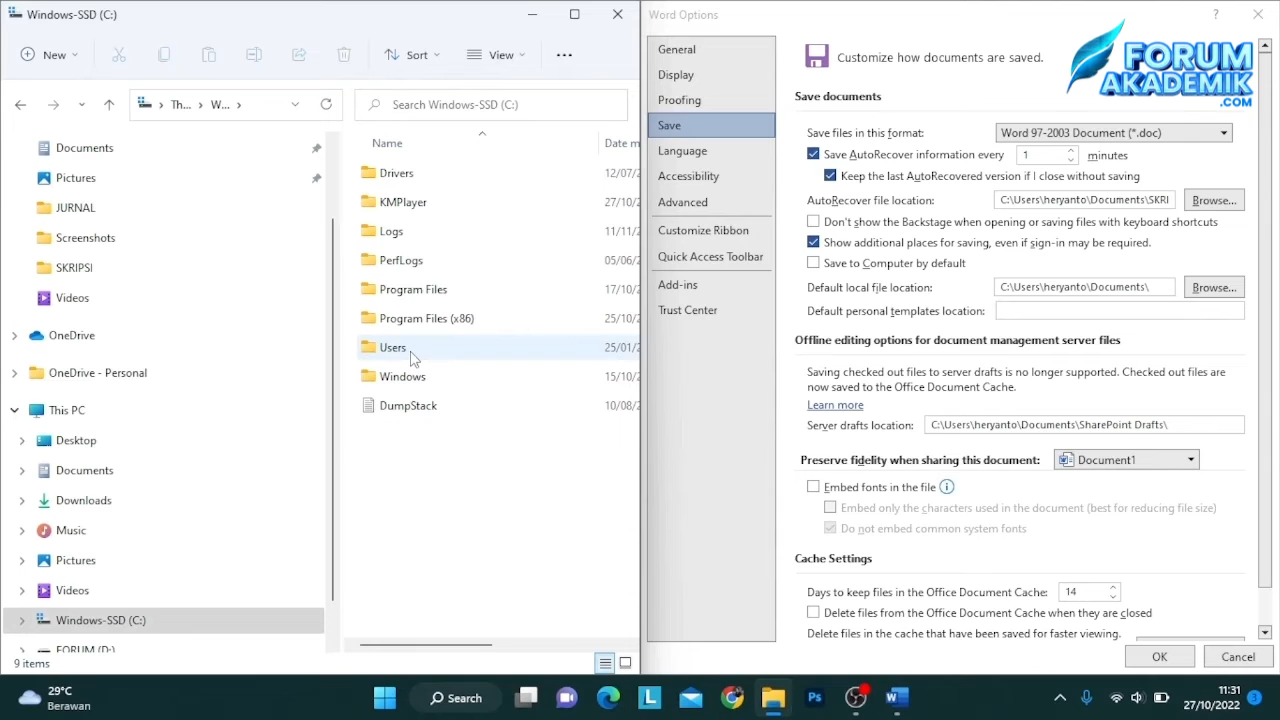 Windows-SSD (C:)
New
Sort
View
Th...
W...
Search Windows-SSD (C:)
Documents
Pictures
JURNAL
Screenshots
SKRIPSI
Videos
OneDrive
OneDrive - Personal
This PC
Desktop
Documents
Downloads
Music
Pictures
Videos
Windows-SSD (C:)
FORUM (D:)
9 items
Name
Date m
Drivers 12/07/2
KMPlayer 27/10/2
Logs 11/11/2
PerfLogs 05/06/2
Program Files 17/10/2
Program Files (x86) 25/10/2
Users 25/01/2
Windows 15/10/2
DumpStack 10/08/2
Word Options
?
General
Display
Proofing
Save
Language
Accessibility
Advanced
Customize Ribbon
Quick Access Toolbar
Add-ins
Trust Center
FORUM
AKADEMIK
.COM
Customize how documents are saved.
Save documents
Save files in this format: Word 97-2003 Document (*.doc)
Save AutoRecover information every 1 minutes
Keep the last AutoRecovered version if I close without saving
AutoRecover file location: C:\Users\heryanto\Documents\SKRI Browse...
Don't show the Backstage when opening or saving files with keyboard shortcuts
Show additional places for saving, even if sign-in may be required.
Save to Computer by default
Default local file location: C:\Users\heryanto\Documents\ Browse...
Default personal templates location:
Offline editing options for document management server files
Saving checked out files to server drafts is no longer supported. Checked out files are
now saved to the Office Document Cache.
Learn more
Server drafts location: C:\Users\heryanto\Documents\SharePoint Drafts\
Preserve fidelity when sharing this document: Document1
Embed fonts in the file
Embed only the characters used in the document (best for reducing file size)
Do not embed common system fonts
Cache Settings
Days to keep files in the Office Document Cache: 14
Delete files from the Office Document Cache when they are closed
Delete files in the cache that have been saved for faster viewing.
OK
Cancel
29°C
Berawan
Search
L
Ps
W
11:31
27/10/2022
3